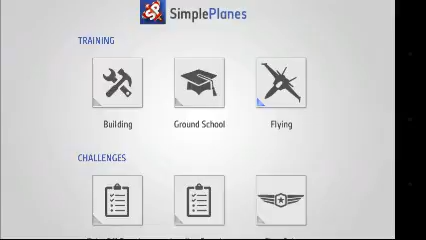 SimplePlanes
TRAINING
Building
Ground School
Flying
CHALLENGES